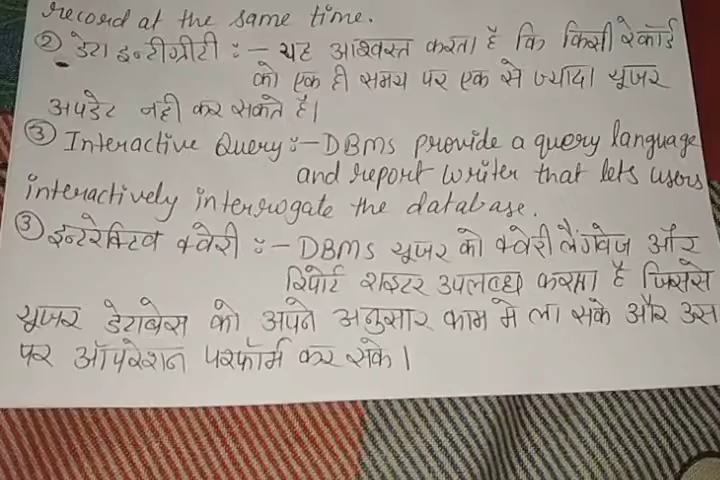 record at the same time.
② डेटा इन्टीग्रीटी :- यह आश्वस्त करता है कि किसी रेकॉर्ड
को एक ही समय पर एक से ज्यादा यूजर
अपडेट नही कर सकते है।
③ Interactive Query :- DBMS provide a query language
and report writer that lets users
interactively interrogate the database.
③ इन्टरेक्टिव क्वेरी :- DBMS यूजर को क्वेरी लैंग्वेज और
रिपोर्ट राइटर उपलब्ध करता है जिससे
यूजर डेटाबेस को अपने अनुसार काम मे ला सके और उस
पर ऑपरेशन परफॉर्म कर सके।